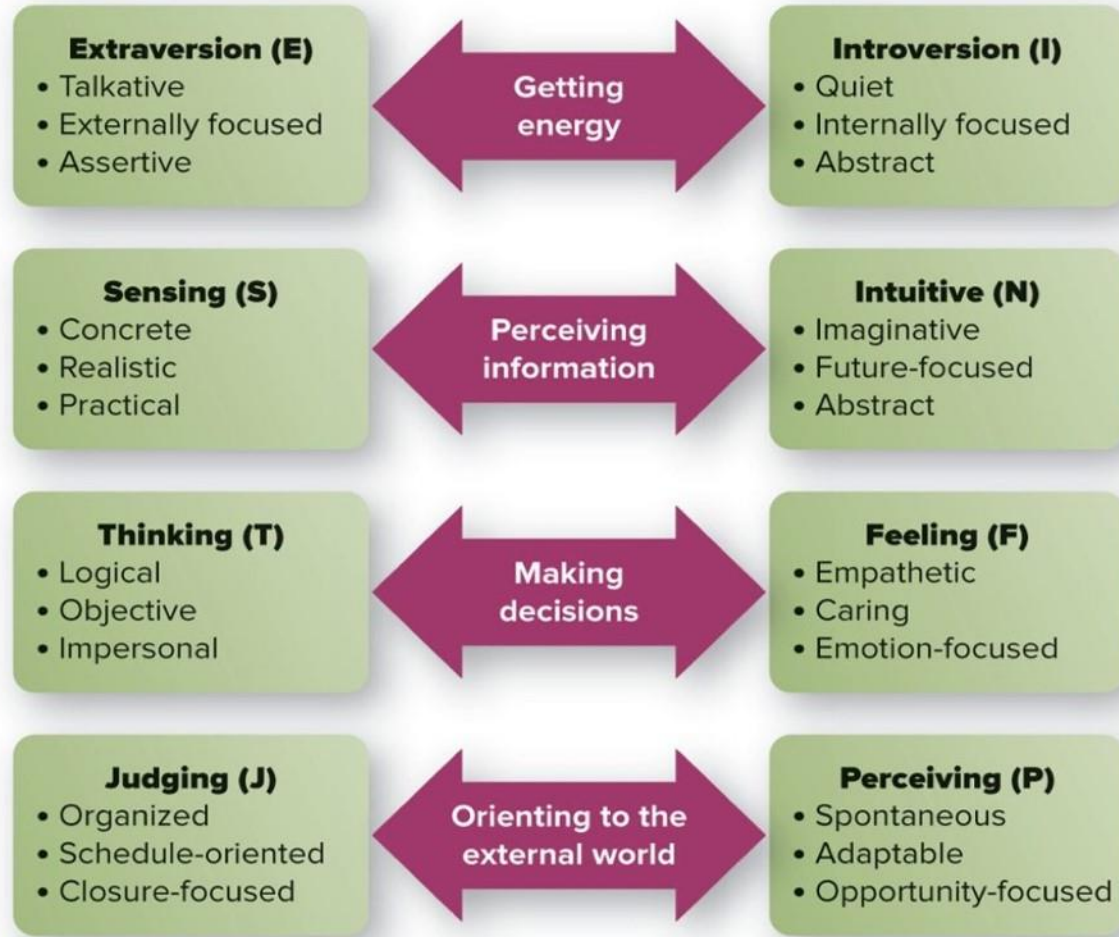 Extraversion (E)
• Talkative
• Externally focused
• Assertive
Getting
energy
Introversion (I)
• Quiet
• Internally focused
• Abstract
Sensing (S)
• Concrete
• Realistic
• Practical
Perceiving
information
Intuitive (N)
• Imaginative
• Future-focused
• Abstract
Thinking (T)
• Logical
• Objective
• Impersonal
Making
decisions
Feeling (F)
• Empathetic
• Caring
• Emotion-focused
Judging (J)
• Organized
• Schedule-oriented
• Closure-focused
Orienting to the
external world
Perceiving (P)
• Spontaneous
• Adaptable
• Opportunity-focused